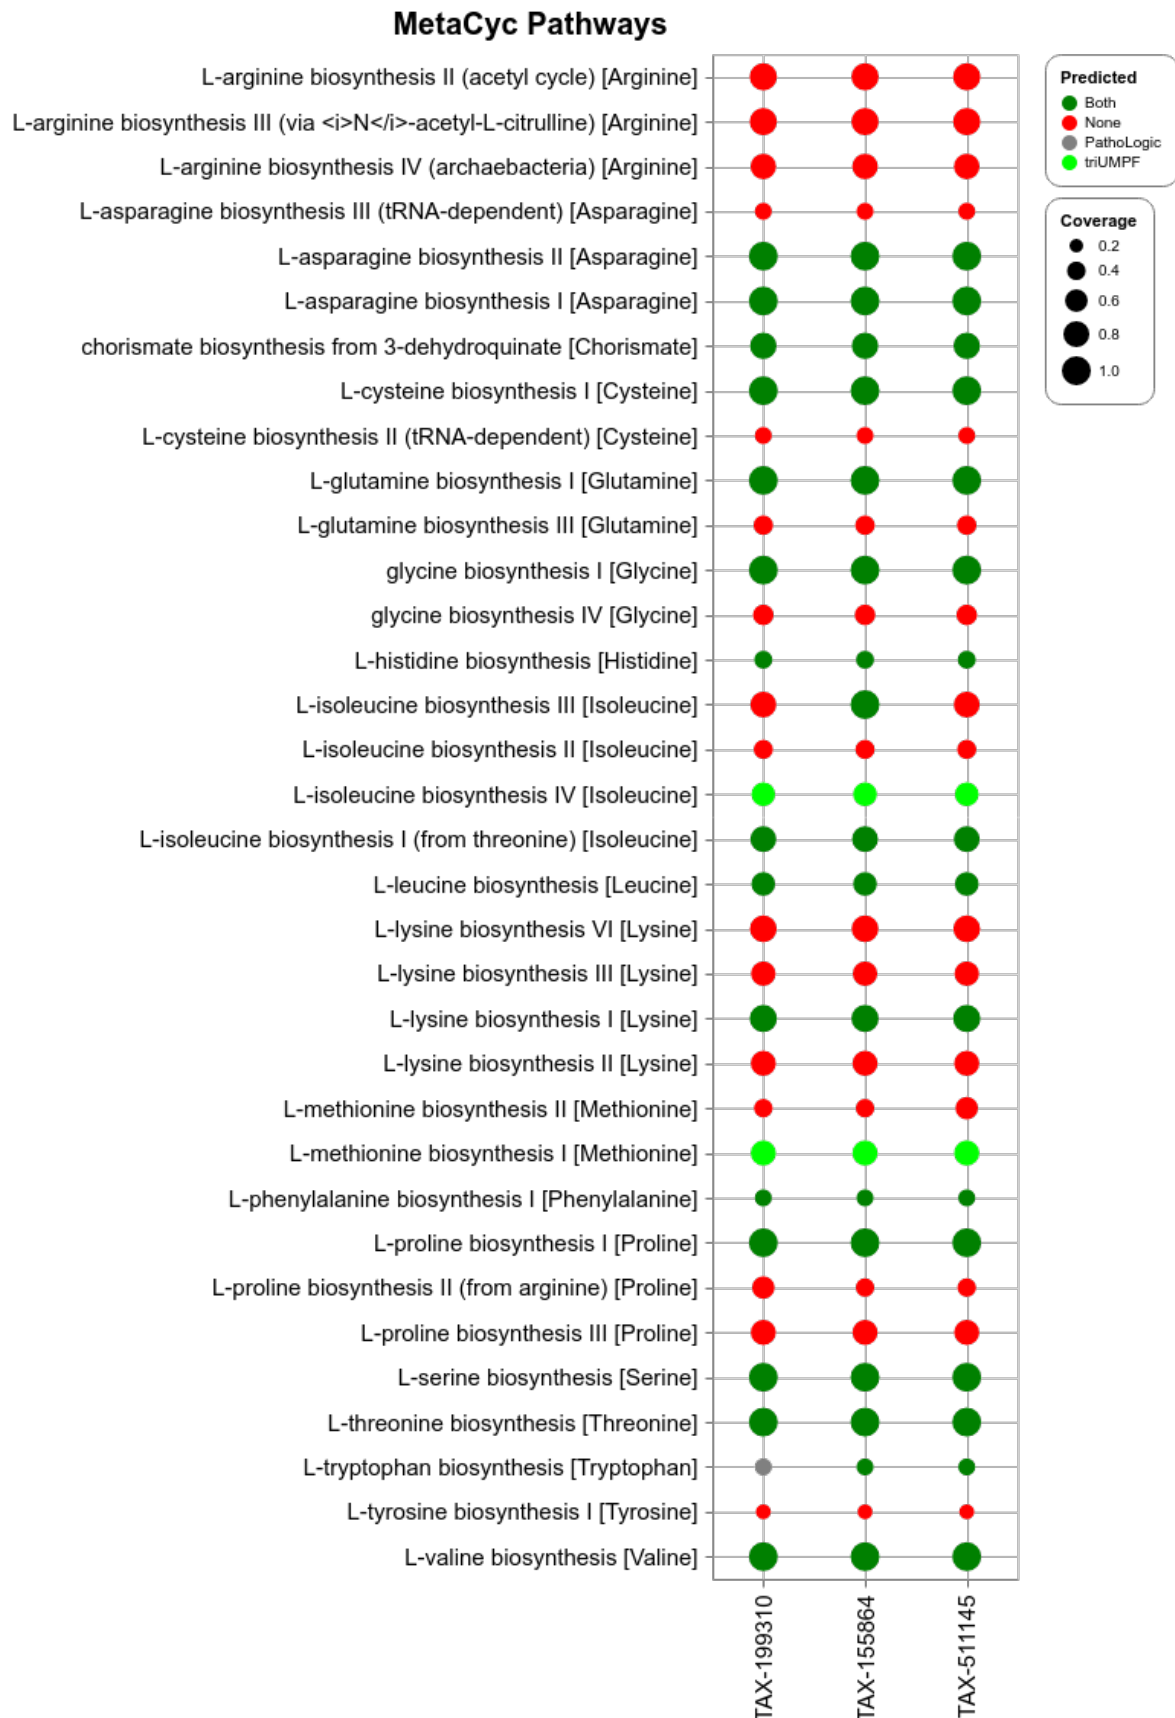 MetaCyc Pathways
L-arginine biosynthesis II (acetyl cycle) [Arginine]
L-arginine biosynthesis III (via <i>N</i>-acetyl-L-citrulline) [Arginine]
L-arginine biosynthesis IV (archaebacteria) [Arginine]
L-asparagine biosynthesis III (tRNA-dependent) [Asparagine]
L-asparagine biosynthesis II [Asparagine]
L-asparagine biosynthesis I [Asparagine]
chorismate biosynthesis from 3-dehydroquinate [Chorismate]
L-cysteine biosynthesis I [Cysteine]
L-cysteine biosynthesis II (tRNA-dependent) [Cysteine]
L-glutamine biosynthesis I [Glutamine]
L-glutamine biosynthesis III [Glutamine]
glycine biosynthesis I [Glycine]
glycine biosynthesis IV [Glycine]
L-histidine biosynthesis [Histidine]
L-isoleucine biosynthesis III [Isoleucine]
L-isoleucine biosynthesis II [Isoleucine]
L-isoleucine biosynthesis IV [Isoleucine]
L-isoleucine biosynthesis I (from threonine) [Isoleucine]
L-leucine biosynthesis [Leucine]
L-lysine biosynthesis VI [Lysine]
L-lysine biosynthesis III [Lysine]
L-lysine biosynthesis I [Lysine]
L-lysine biosynthesis II [Lysine]
L-methionine biosynthesis II [Methionine]
L-methionine biosynthesis I [Methionine]
L-phenylalanine biosynthesis I [Phenylalanine]
L-proline biosynthesis I [Proline]
L-proline biosynthesis II (from arginine) [Proline]
L-proline biosynthesis III [Proline]
L-serine biosynthesis [Serine]
L-threonine biosynthesis [Threonine]
L-tryptophan biosynthesis [Tryptophan]
L-tyrosine biosynthesis I [Tyrosine]
L-valine biosynthesis [Valine]
TAX-199310
TAX-155864
TAX-511145
Predicted
Both
None
PathoLogic
triUMPF
Coverage
0.2
0.4
0.6
0.8
1.0